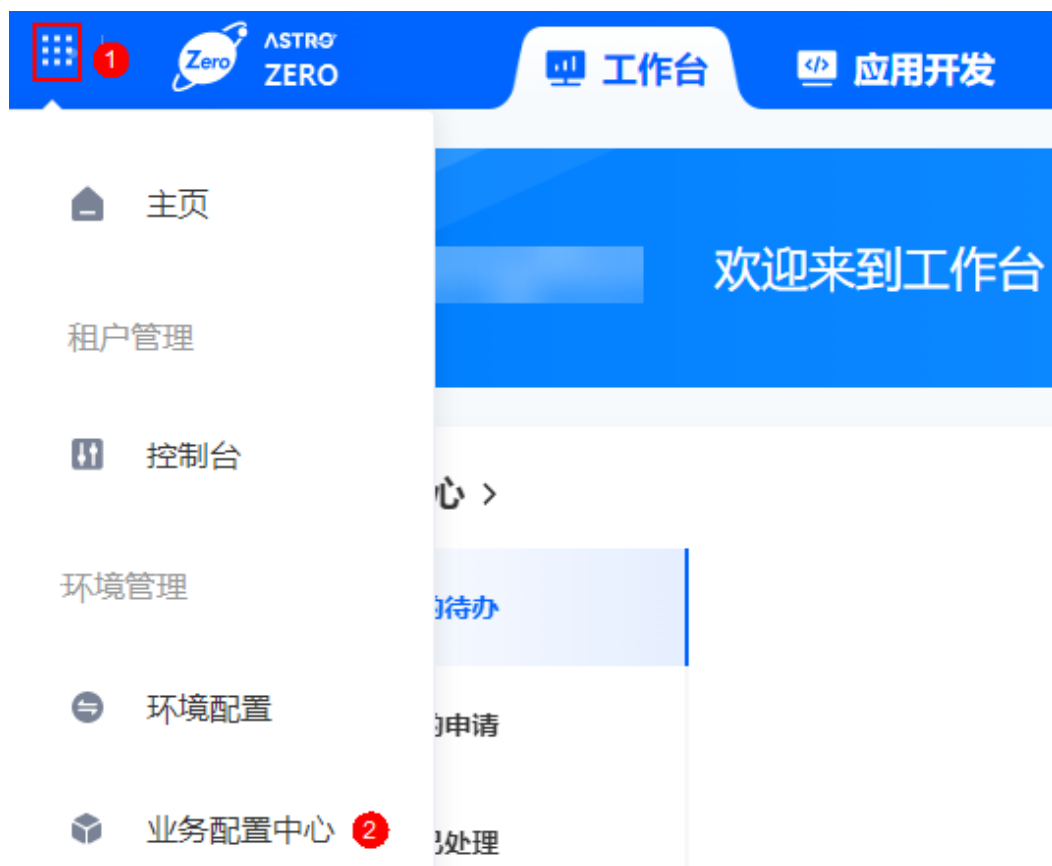 1
Zero
ASTRO
ZERO
工作台
应用开发
主页
欢迎来到工作台
租户管理
控制台
心 >
环境管理
待办
环境配置
申请
业务配置中心 2
处理